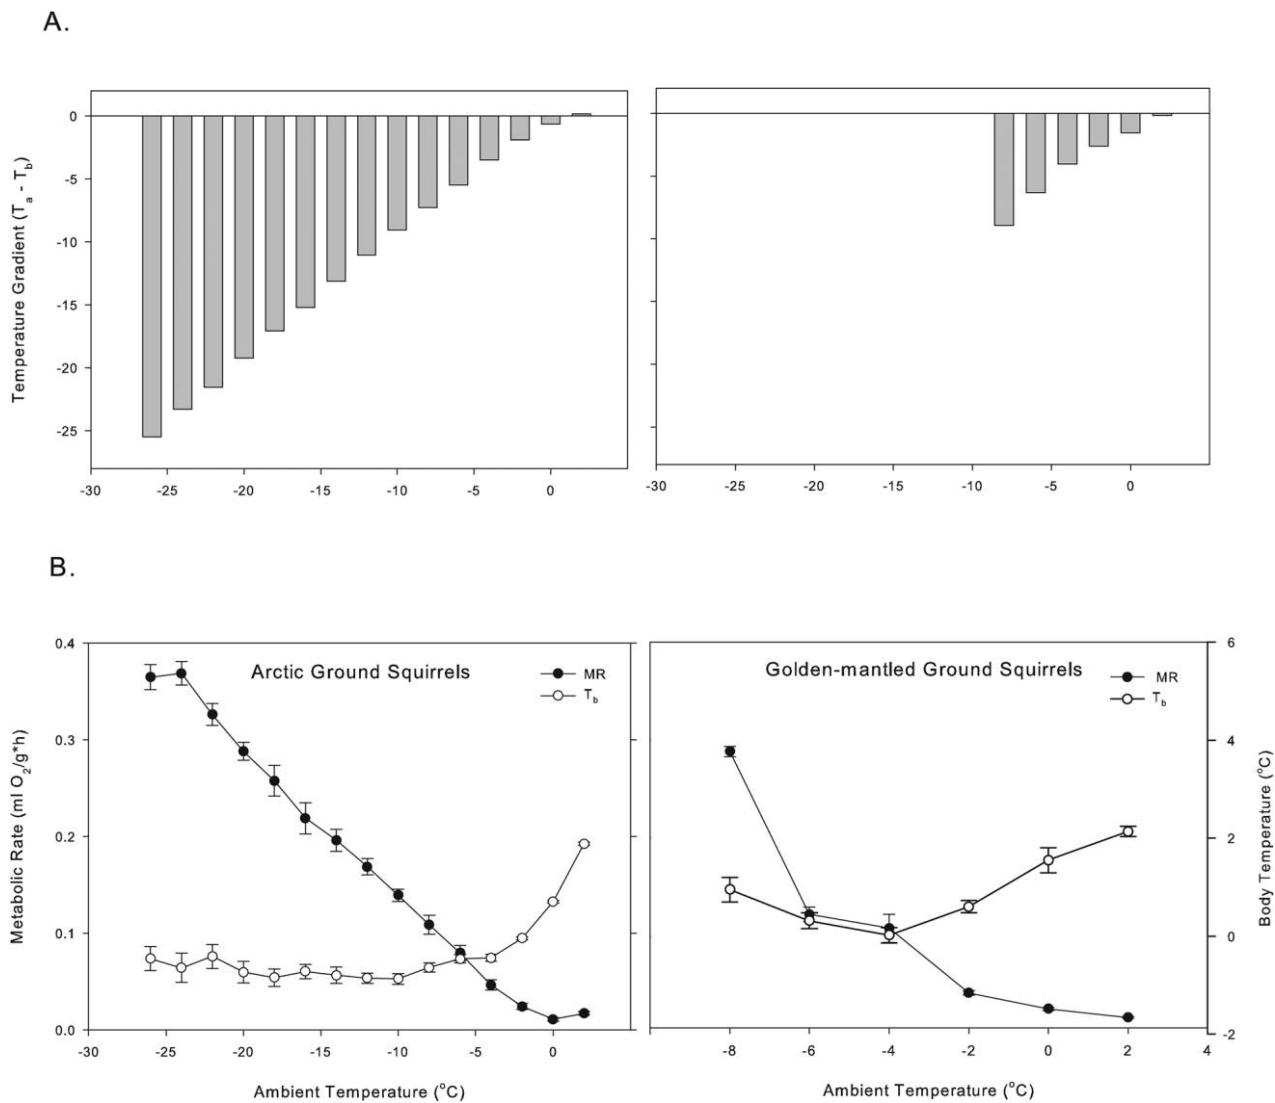 A.
Temperature Gradient (Ta - Tb)
0
-5
-10
-15
-20
-25
-30 -25 -20 -15 -10 -5 0
-30 -25 -20 -15 -10 -5 0
B.
Metabolic Rate (ml O2/g*h)
0.4
0.3
0.2
0.1
0.0
Arctic Ground Squirrels
MR
Tb
-30 -25 -20 -15 -10 -5 0
Ambient Temperature (°C)
Golden-mantled Ground Squirrels
MR
Tb
6
4
2
0
-2
Body Temperature (°C)
-8 -6 -4 -2 0 2 4
Ambient Temperature (°C)